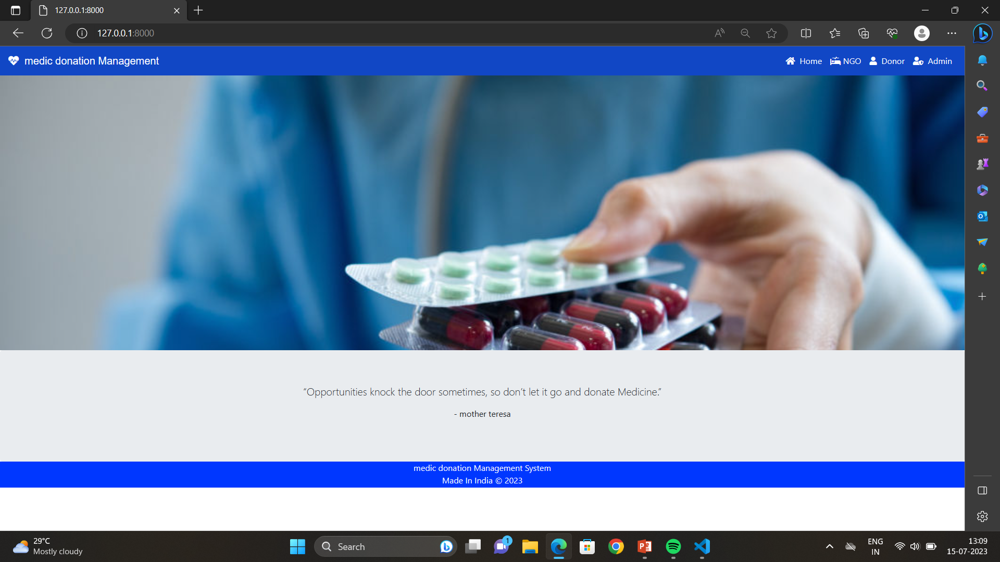 127.0.0.1:8000
127.0.0.1:8000
medic donation Management
Home NGO Donor Admin
“Opportunities knock the door sometimes, so don’t let it go and donate Medicine.”
- mother teresa
medic donation Management System
Made In India © 2023
29°C
Mostly cloudy
Search
1
ENG
IN
13:09
15-07-2023